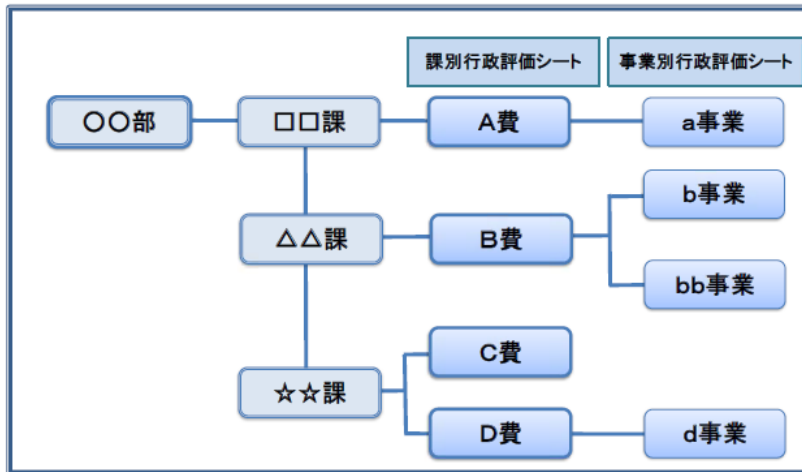 課別行政評価シート
事業別行政評価シート
〇〇部
□□課
A費
a事業
△△課
B費
b事業
bb事業
☆☆課
C費
D費
d事業